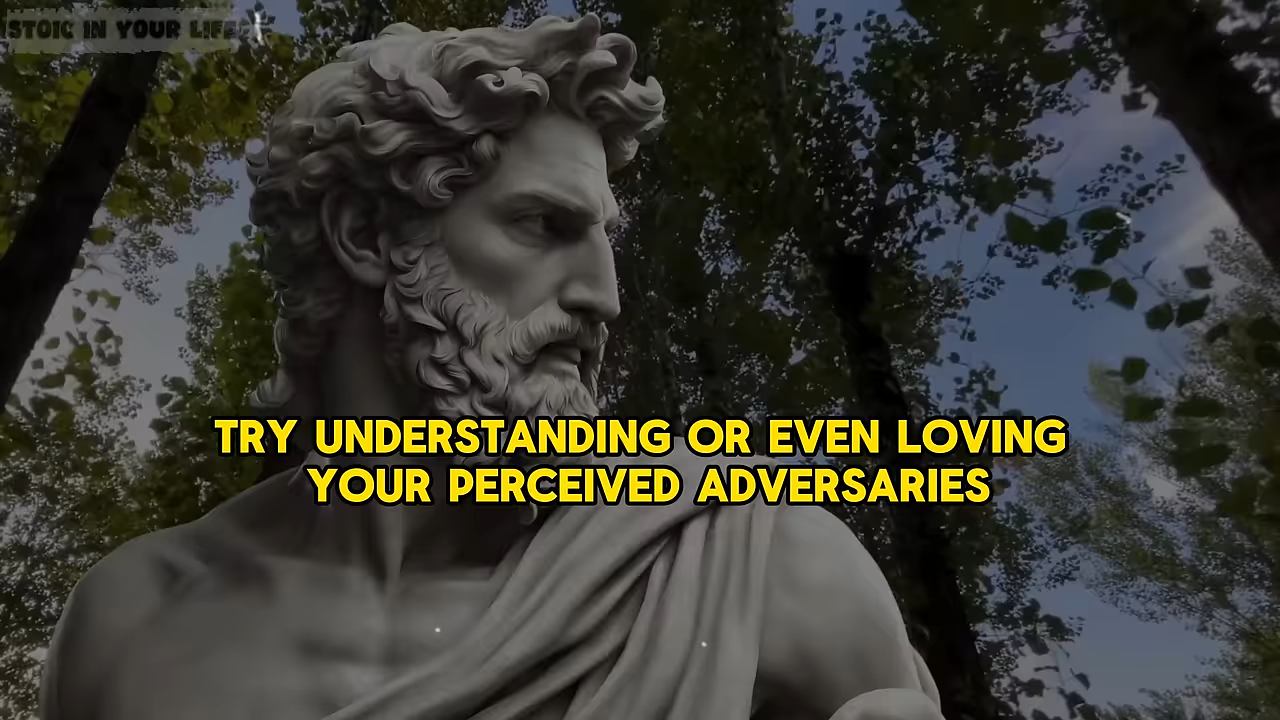 STOIC IN YOUR LIFE
TRY UNDERSTANDING OR EVEN LOVING
YOUR PERCEIVED ADVERSARIES